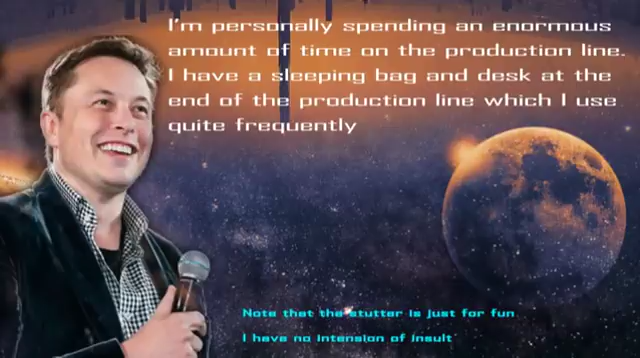 I'm personally spending an enormous
amount of time on the production line.
I have a sleeping bag and desk at the
end of the production line which I use
quite frequently
Note that the stutter is just for fun
I have no intension of insult